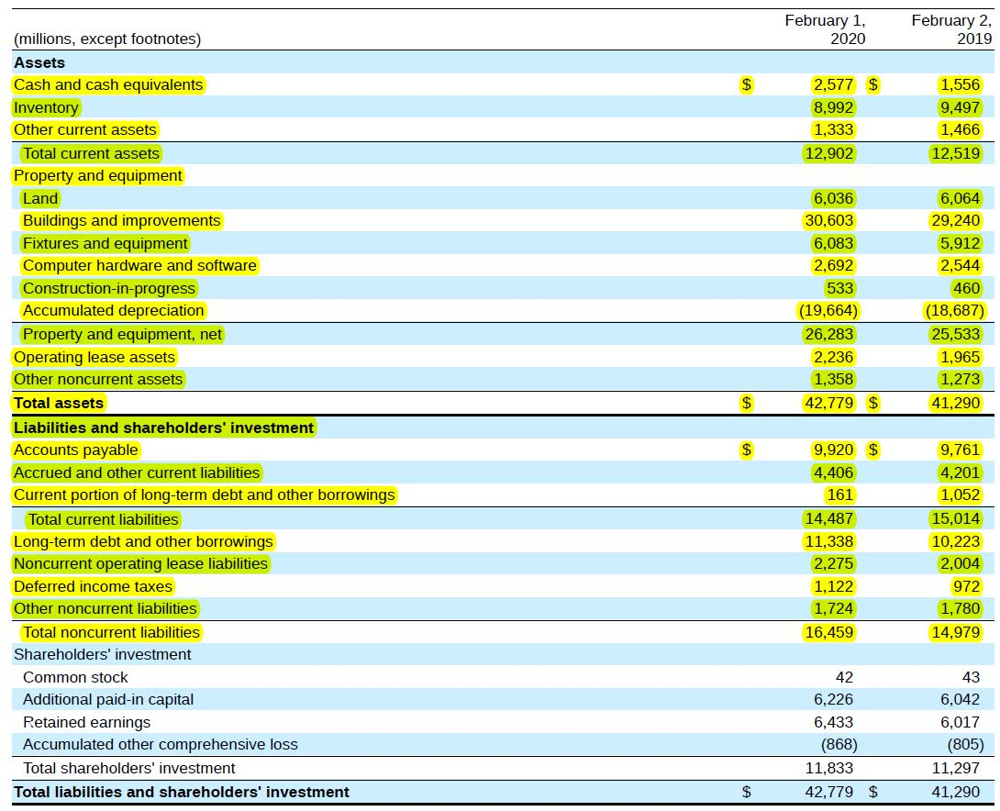 February 1, February 2,
(millions, except footnotes) 2020 2019
Assets
Cash and cash equivalents $ 2,577 $ 1,556
Inventory 8,992 9,497
Other current assets 1,333 1,466
Total current assets 12,902 12,519
Property and equipment
Land 6,036 6,064
Buildings and improvements 30,603 29,240
Fixtures and equipment 6,083 5,912
Computer hardware and software 2,692 2,544
Construction-in-progress 533 460
Accumulated depreciation (19,664) (18,687)
Property and equipment, net 26,283 25,533
Operating lease assets 2,236 1,965
Other noncurrent assets 1,358 1,273
Total assets $ 42,779 $ 41,290
Liabilities and shareholders' investment
Accounts payable $ 9,920 $ 9,761
Accrued and other current liabilities 4,406 4,201
Current portion of long-term debt and other borrowings 161 1,052
Total current liabilities 14,487 15,014
Long-term debt and other borrowings 11,338 10,223
Noncurrent operating lease liabilities 2,275 2,004
Deferred income taxes 1,122 972
Other noncurrent liabilities 1,724 1,780
Total noncurrent liabilities 16,459 14,979
Shareholders' investment
Common stock 42 43
Additional paid-in capital 6,226 6,042
Retained earnings 6,433 6,017
Accumulated other comprehensive loss (868) (805)
Total shareholders' investment 11,833 11,297
Total liabilities and shareholders' investment $ 42,779 $ 41,290